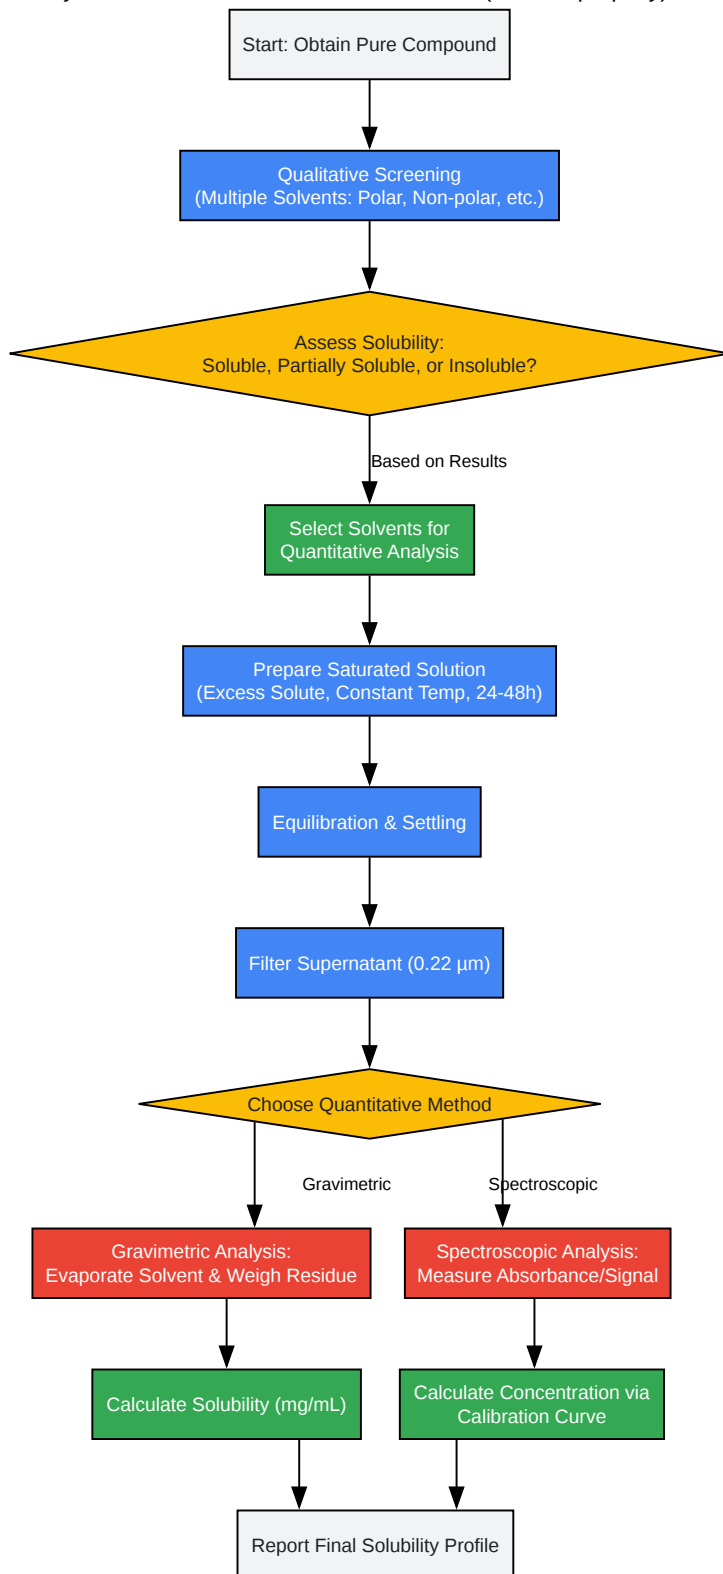 Start: Obtain Pure Compound
Qualitative Screening
(Multiple Solvents: Polar, Non-polar, etc.)
Assess Solubility:
Soluble, Partially Soluble, or Insoluble?
Based on Results
Select Solvents for
Quantitative Analysis
Prepare Saturated Solution
(Excess Solute, Constant Temp, 24-48h)
Equilibration & Settling
Filter Supernatant (0.22 µm)
Choose Quantitative Method
Gravimetric
Spectroscopic
Gravimetric Analysis:
Evaporate Solvent & Weigh Residue
Spectroscopic Analysis:
Measure Absorbance/Signal
Calculate Solubility (mg/mL)
Calculate Concentration via
Calibration Curve
Report Final Solubility Profile